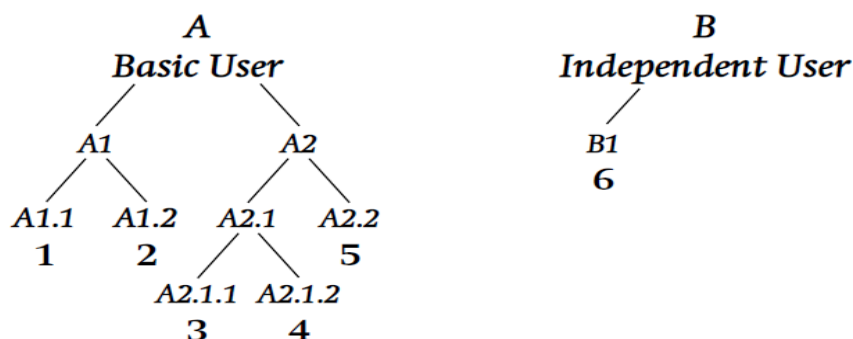 A B
Basic User Independent User
A1 A2 B1
6
A1.1 A1.2 A2.1 A2.2
1 2 5
A2.1.1 A2.1.2
3 4